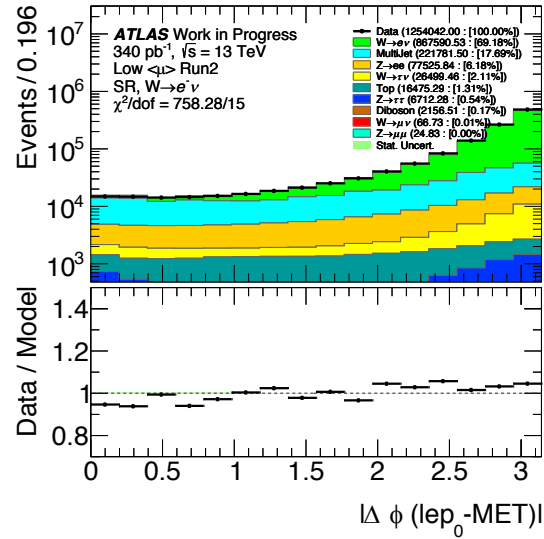 Events / 0.196
10⁷
10⁶
10⁵
10⁴
10³
ATLAS Work in Progress
340 pb⁻¹, √s = 13 TeV
Low <μ> Run2
SR, W→e⁻ν
χ²/dof = 758.28/15
Data (1254042.00 : [100.00%])
W→eν (867590.53 : [69.18%])
MultiJet (221781.50 : [17.69%])
Z→ee (77525.84 : [6.18%])
W→τν (26499.46 : [2.11%])
Top (16475.29 : [1.31%])
Z→ττ (6712.28 : [0.54%])
Diboson (2156.51 : [0.17%])
W→μν (66.73 : [0.01%])
Z→μμ (24.83 : [0.00%])
Stat. Uncert.
Data / Model
1.4
1.2
1
0.8
0 0.5 1 1.5 2 2.5 3
|Δ ϕ (lep₀-MET)|